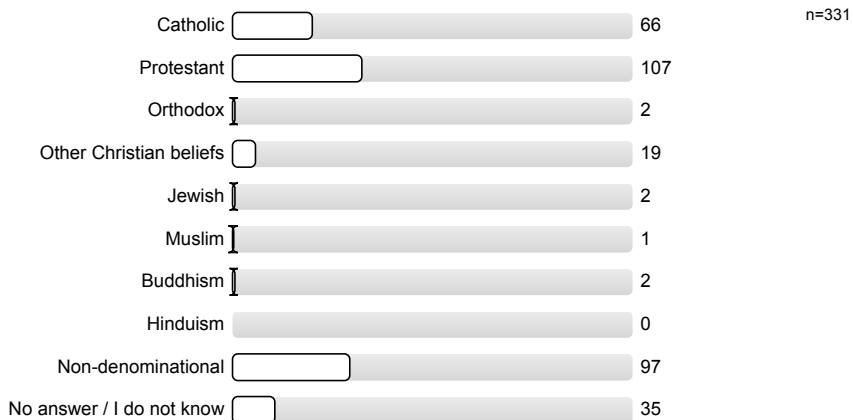 Catholic 66 n=331
Protestant 107
Orthodox 2
Other Christian beliefs 19
Jewish 2
Muslim 1
Buddhism 2
Hinduism 0
Non-denominational 97
No answer / I do not know 35